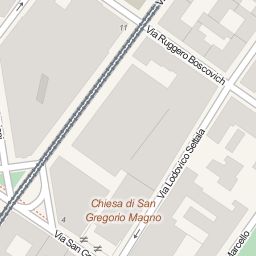 11
Via Ruggero Boscovich
Via Lodovico Settala
Chiesa di San
Gregorio Magno
4
Via San G
Marcello